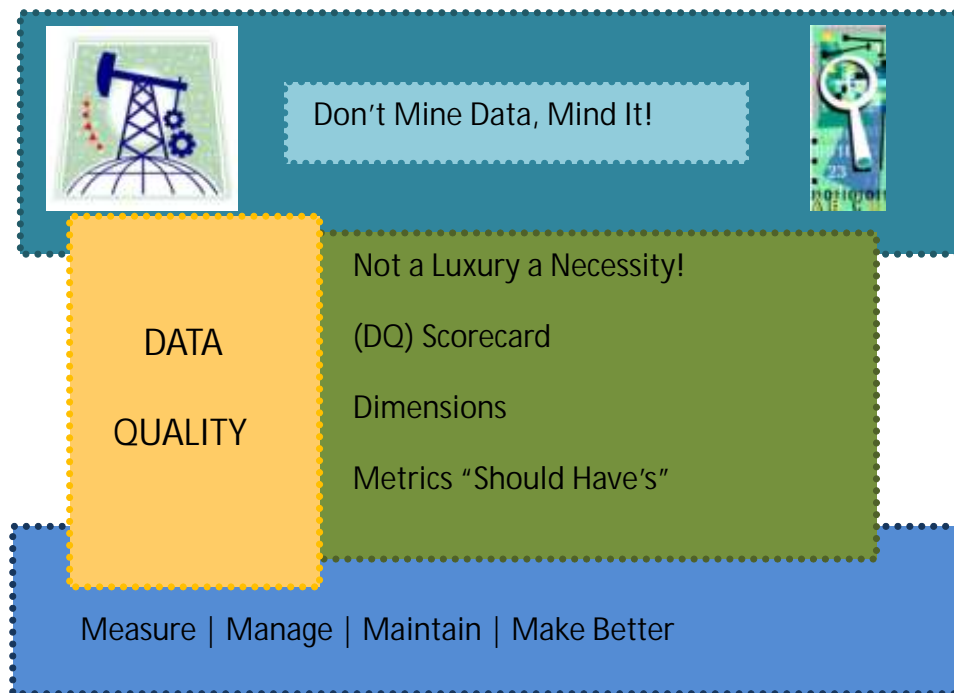 Don't Mine Data, Mind It!
23
DATA
QUALITY
Not a Luxury a Necessity!
(DQ) Scorecard
Dimensions
Metrics “Should Have's”
Measure | Manage | Maintain | Make Better